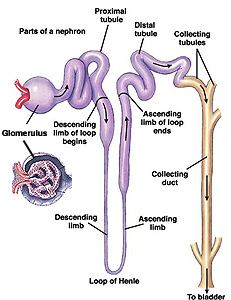 Parts of a nephron
Proximal
tubule
Distal
tubule
Collecting
tubules
Glomerulus
Descending
limb of loop
begins
Ascending
limb of loop
ends
Collecting
duct
Descending
limb
Ascending
limb
Loop of Henle
To bladder